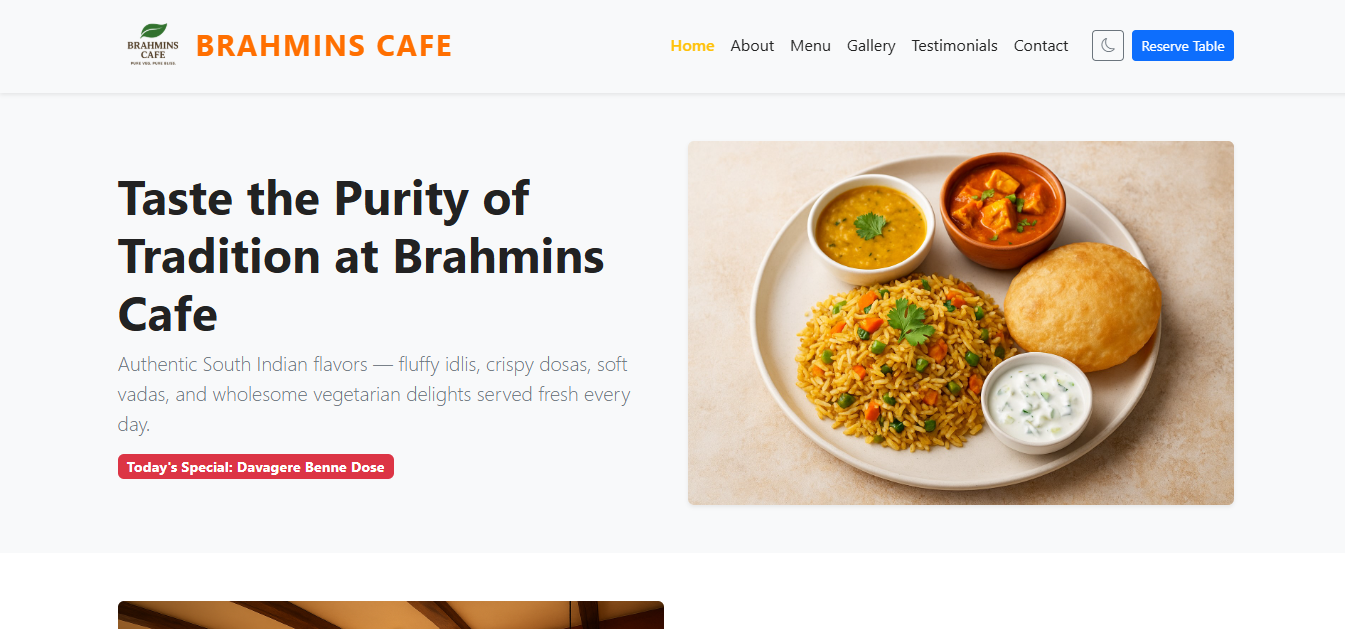 BRAHMINS
CAFE
PURE VEG. PURE BLISS.
BRAHMINS CAFE
Home About Menu Gallery Testimonials Contact Reserve Table
Taste the Purity of
Tradition at Brahmins
Cafe
Authentic South Indian flavors — fluffy idlis, crispy dosas, soft
vadas, and wholesome vegetarian delights served fresh every
day.
Today's Special: Davagere Benne Dose